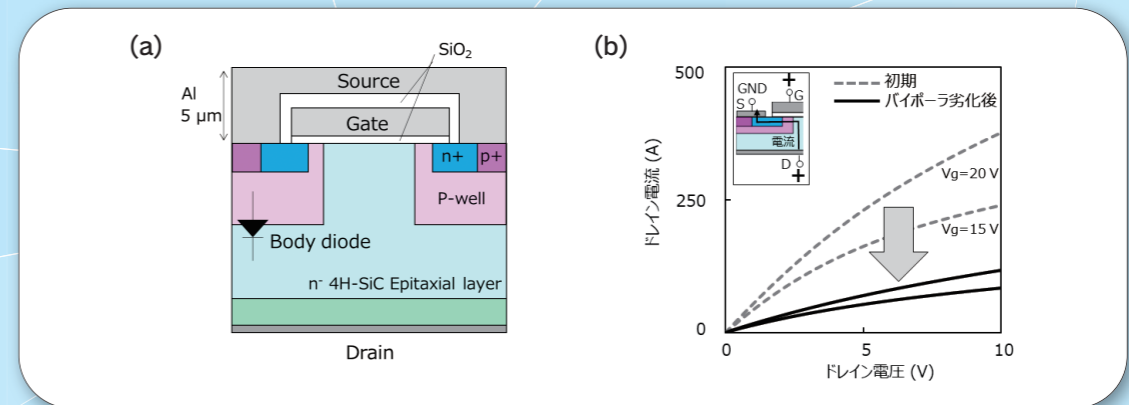 (a)
SiO₂
Al
5 μm
Source
Gate
n+
p+
P-well
Body diode
n⁻ 4H-SiC Epitaxial layer
Drain
(b)
ドレイン電流 (A)
500
250
0
0
5
10
ドレイン電圧 (V)
初期
バイポーラ劣化後
+
GND
S
G
電流
D
+
Vg=20 V
Vg=15 V